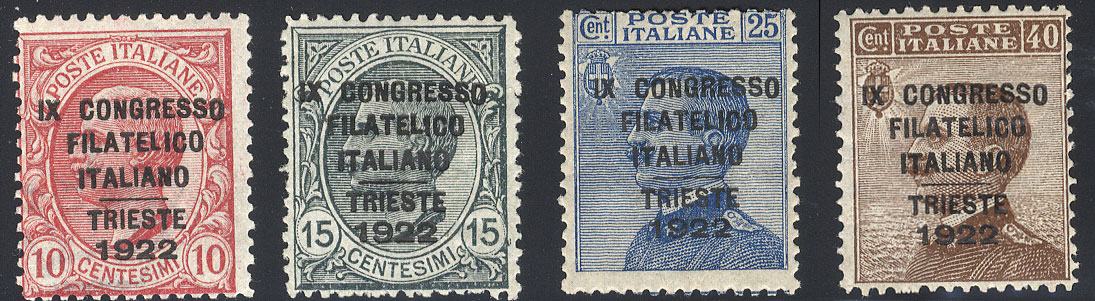 POSTE ITALIANE
IX CONGRESSO
FILATELICO
ITALIANO
TRIESTE
1922
10 CENTESIMI 10
POSTE ITALIANE
IX CONGRESSO
FILATELICO
ITALIANO
TRIESTE
1922
15 CENTESIMI 15
Cent POSTE 25
ITALIANE
IX CONGRESSO
FILATELICO
ITALIANO
TRIESTE
1922
Cent POSTE 40
ITALIANE
IX CONGRESSO
FILATELICO
ITALIANO
TRIESTE
1922